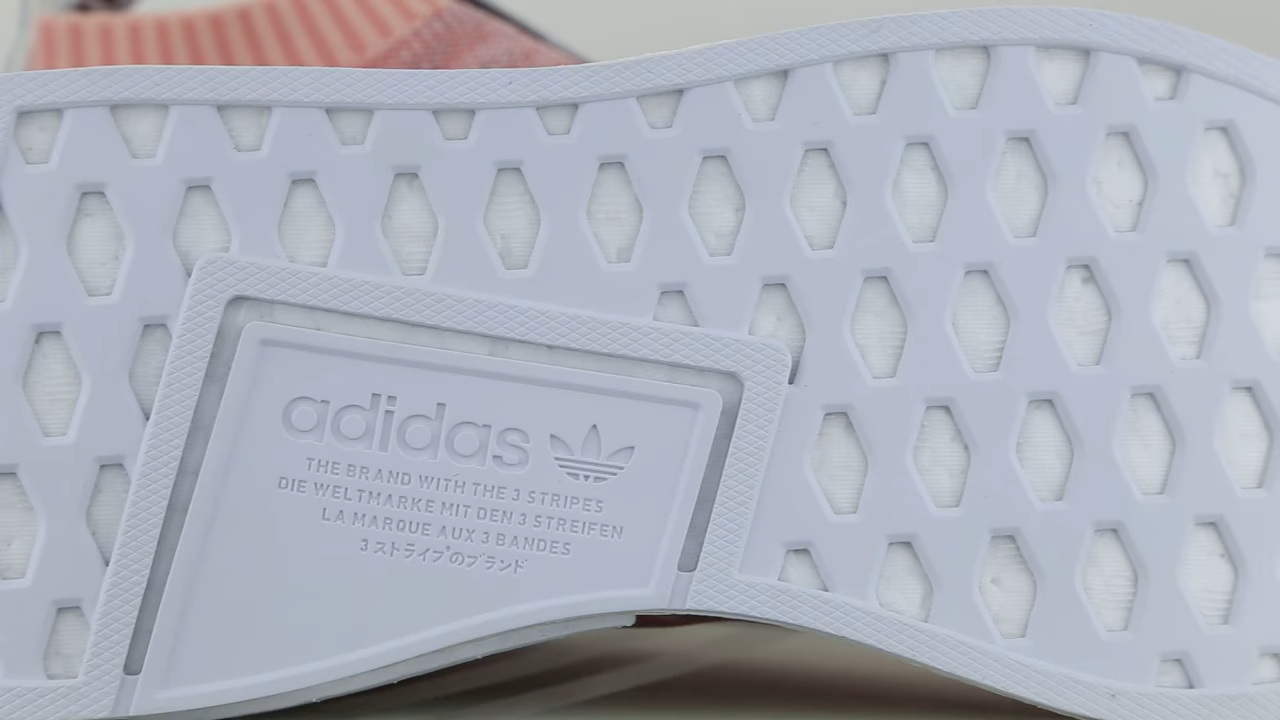 adidas
THE BRAND WITH THE 3 STRIPES
DIE WELTMARKE MIT DEN 3 STREIFEN
LA MARQUE AUX 3 BANDES
3 ストライプのブランド